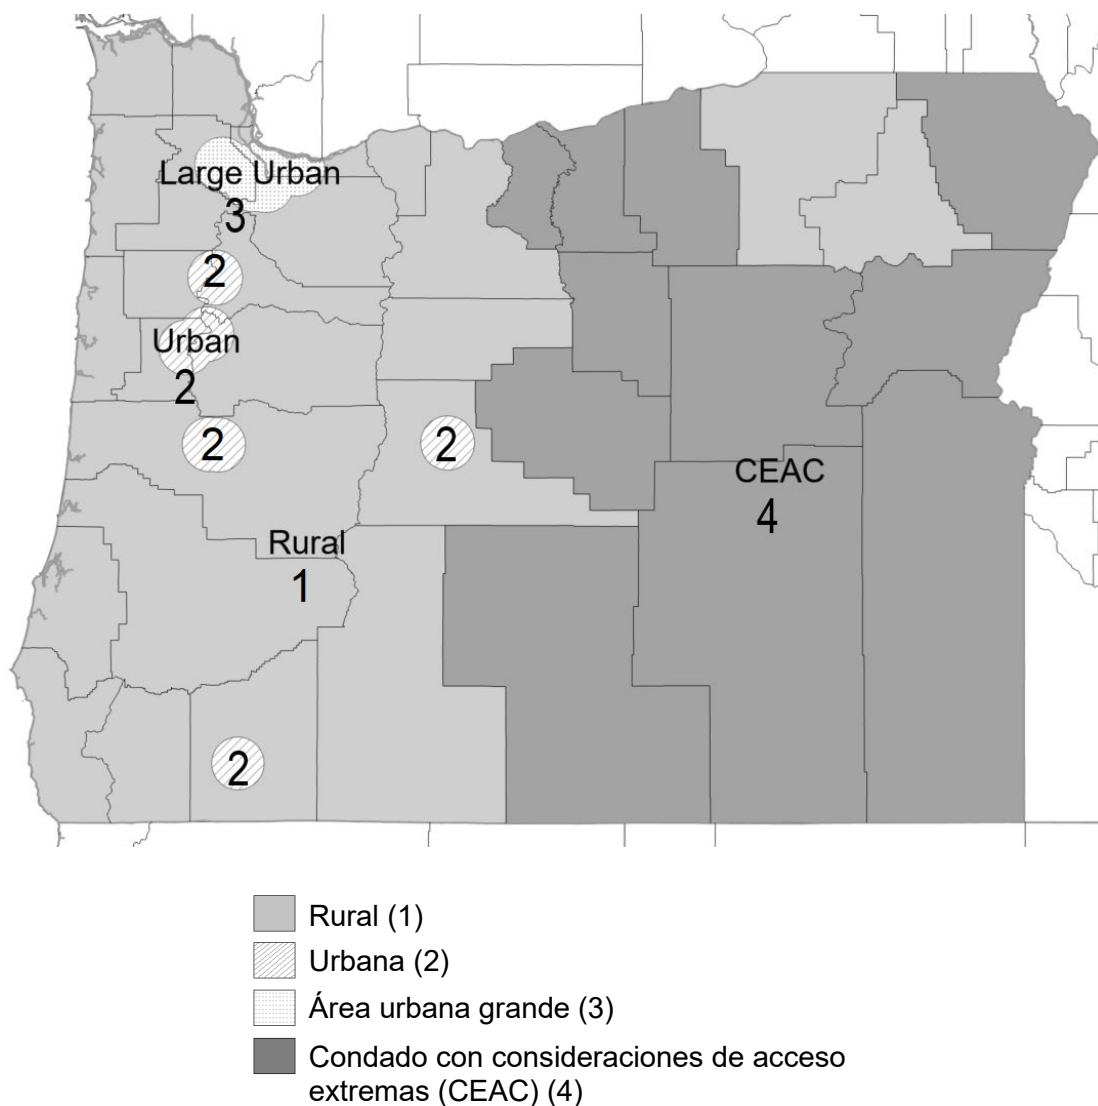 Large Urban
3
2
Urban
2
2
2
CEAC
4
Rural
1
2
Rural (1)
Urbana (2)
Área urbana grande (3)
Condado con consideraciones de acceso
extremas (CEAC) (4)